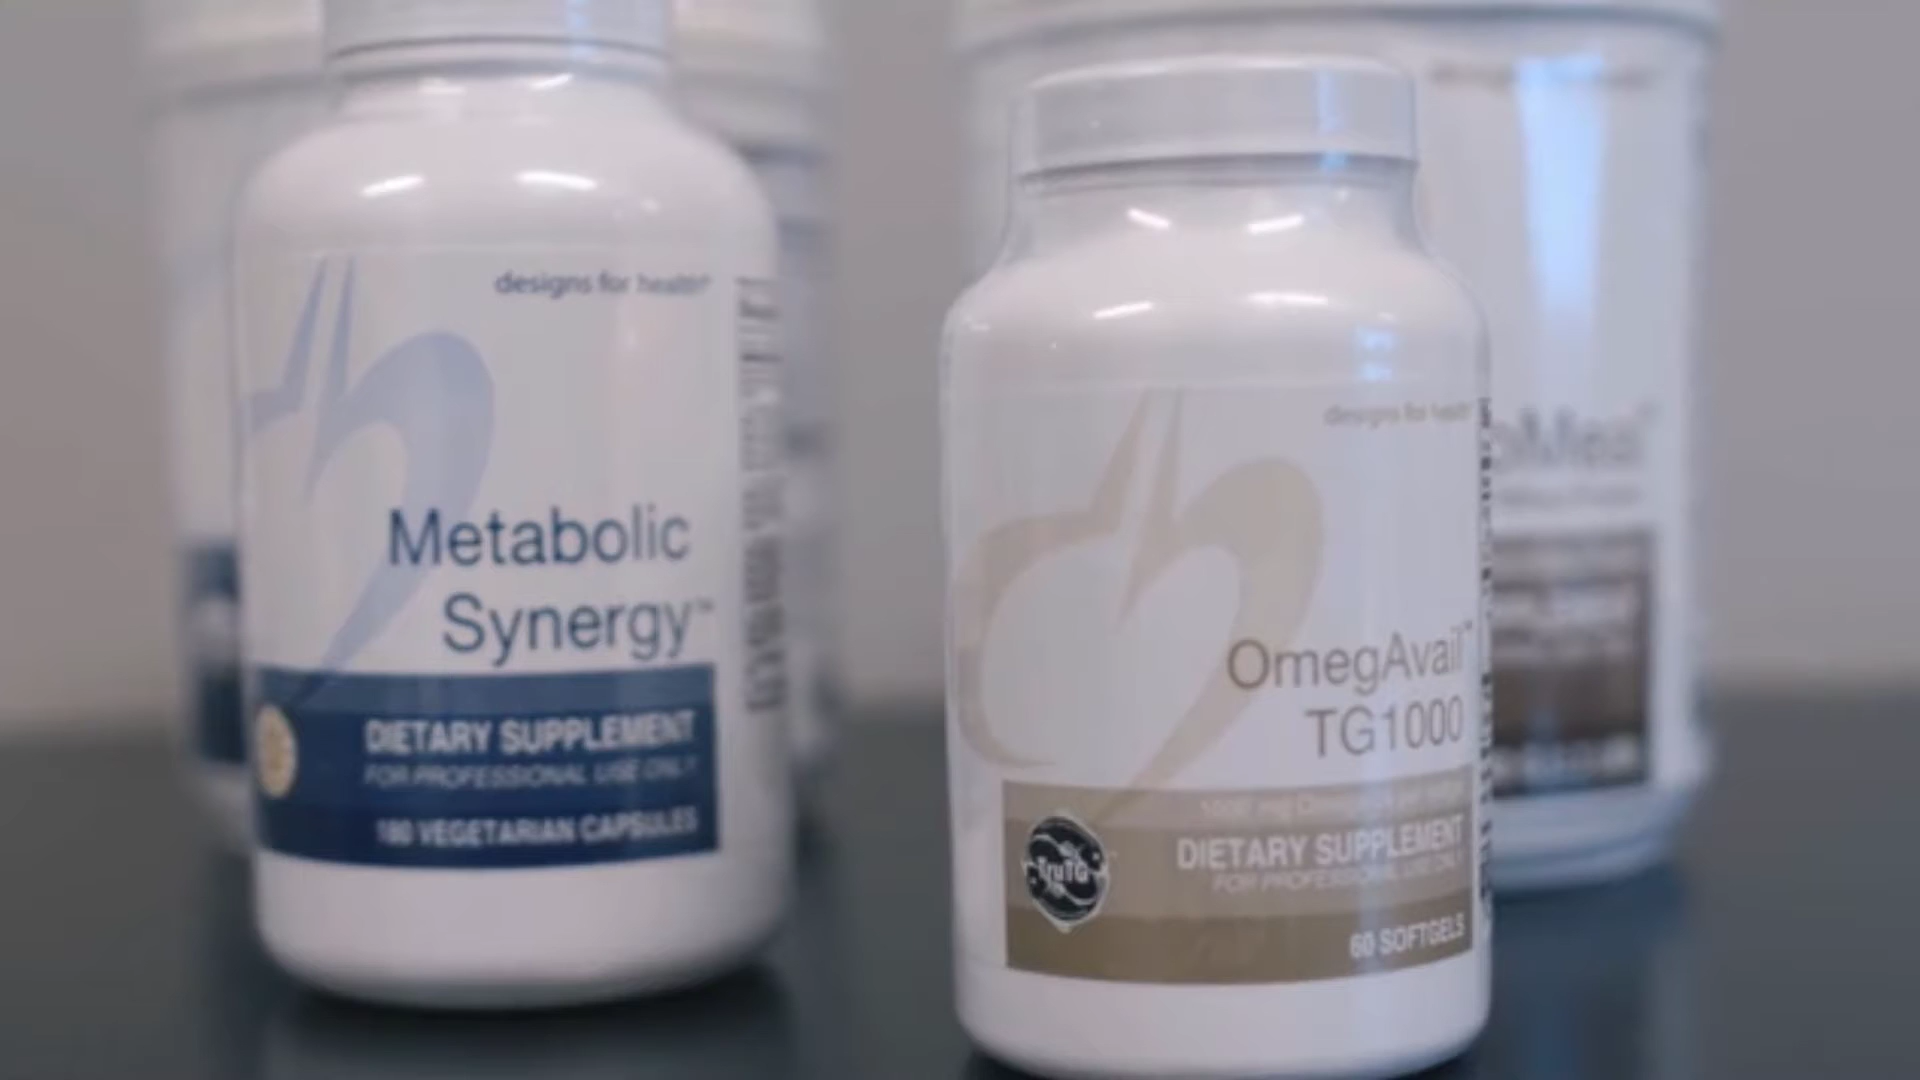 designs for health
Metabolic
Synergy™
DIETARY SUPPLEMENT
FOR PROFESSIONAL USE ONLY
180 VEGETARIAN CAPSULES
designs for health
OmegAvail™
TG1000
DIETARY SUPPLEMENT
FOR PROFESSIONAL USE ONLY
TruTG
60 SOFTGELS